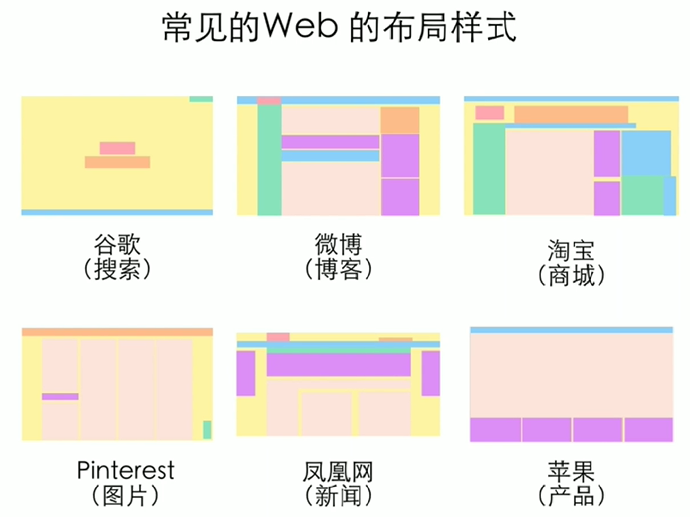 常见的Web 的布局样式
谷歌
（搜索）
微博
（博客）
淘宝
（商城）
Pinterest
（图片）
凤凰网
（新闻）
苹果
（产品）